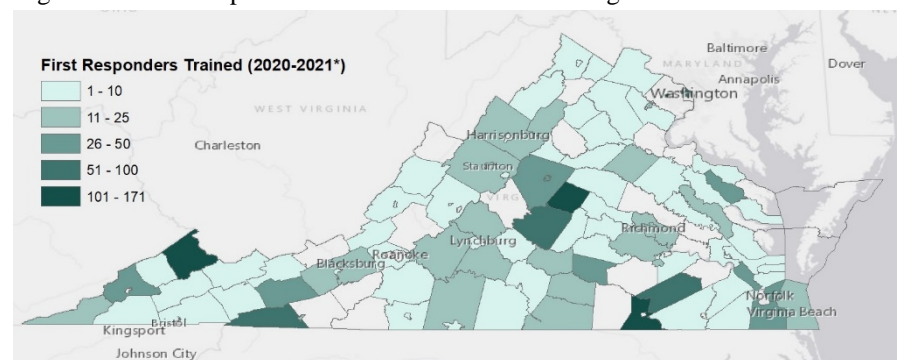 First Responders Trained (2020-2021*)
1 - 10
11 - 25
26 - 50
51 - 100
101 - 171
Baltimore
MARYLAND
Annapolis
Dover
Washington
WEST VIRGINIA
Charleston
Harrisonburg
Staunton
VIRG
Richmond
Lynchburg
Roanoke
Blacksburg
Norfolk
Virginia Beach
Bristol
Kingsport
Johnson City